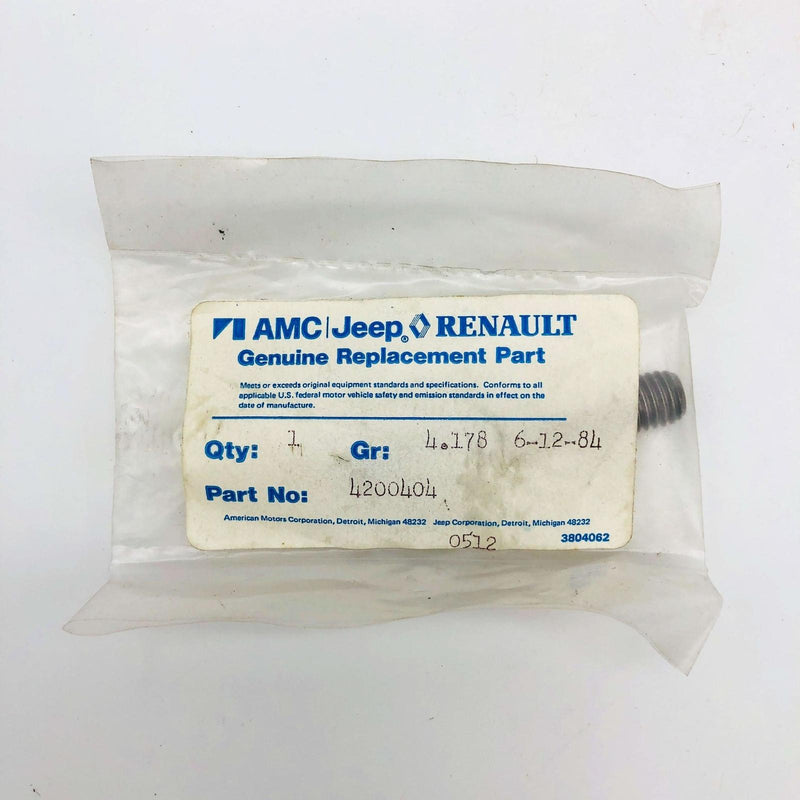 AMC|Jeep® RENAULT
Genuine Replacement Part
Meets or exceeds original equipment standards and specifications. Conforms to all
applicable U.S. federal motor vehicle safety and emission standards in effect on the
date of manufacture.
Qty: 1 Gr: 4.178 6-12-84
Part No: 4200404
American Motors Corporation, Detroit, Michigan 48232 Jeep Corporation, Detroit, Michigan 48232
0512 3804062